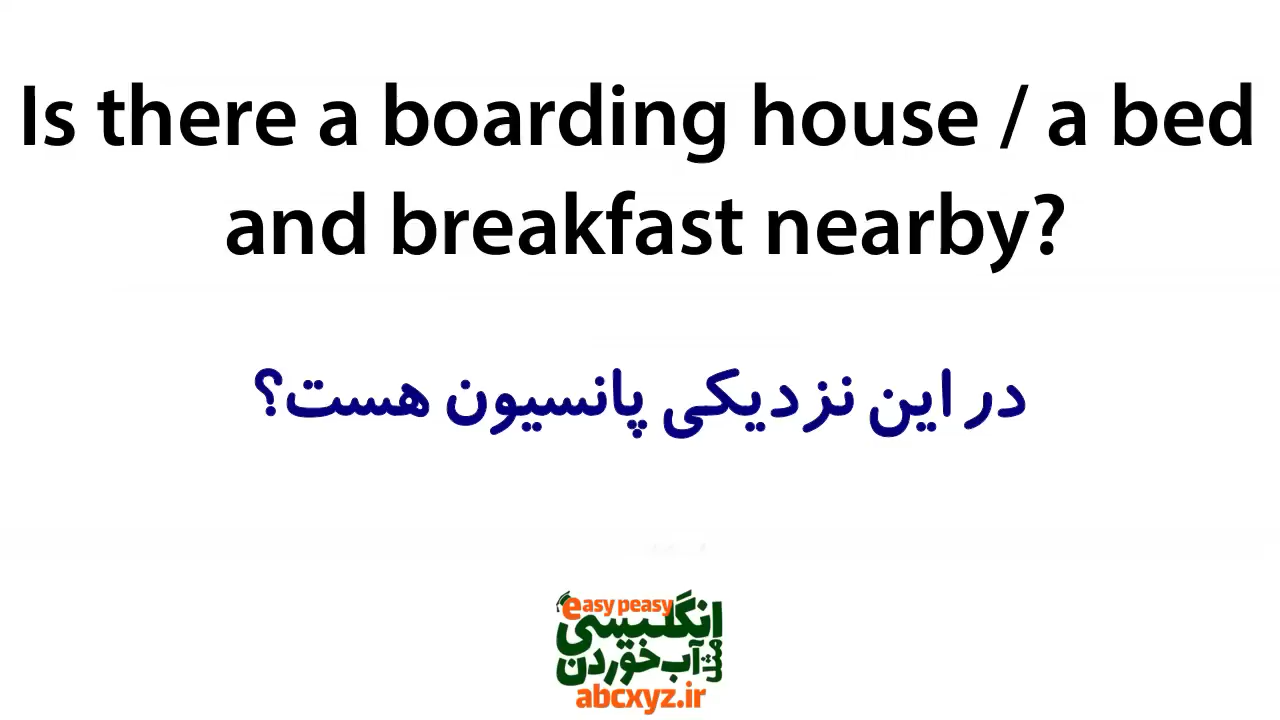 Is there a boarding house / a bed
and breakfast nearby?
در این نزدیکی پانسیون هست؟
easy peasy
انگلیسی
مثل
آب خوردن
abcxyz.ir